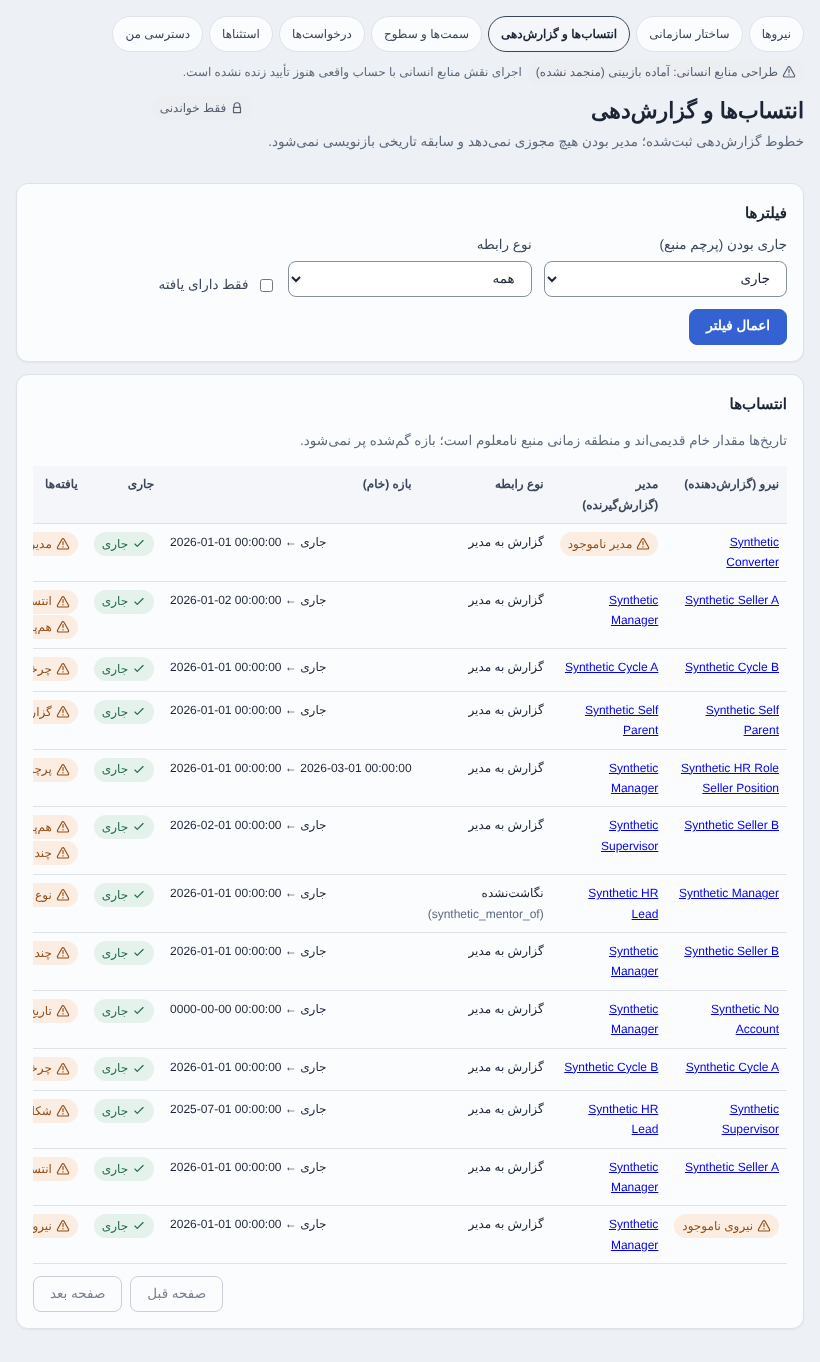 نیروها
ساختار سازمانی
انتساب‌ها و گزارش‌دهی
سمت‌ها و سطوح
درخواست‌ها
استثناها
دسترسی من
طراحی منابع انسانی: آماده بازبینی (منجمد نشده) اجرای نقش منابع انسانی با حساب واقعی هنوز تأیید زنده نشده است.
انتساب‌ها و گزارش‌دهی
فقط خواندنی
خطوط گزارش‌دهی ثبت‌شده؛ مدیر بودن هیچ مجوزی نمی‌دهد و سابقه تاریخی بازنویسی نمی‌شود.
فیلترها
جاری بودن (پرچم منبع)
نوع رابطه
جاری
همه
فقط دارای یافته
اعمال فیلتر
انتساب‌ها
تاریخ‌ها مقدار خام قدیمی‌اند و منطقه زمانی منبع نامعلوم است؛ بازه گم‌شده پر نمی‌شود.
نیرو (گزارش‌دهنده) مدیر (گزارش‌گیرنده) نوع رابطه بازه (خام) جاری یافته‌ها
Synthetic Converter مدیر ناموجود گزارش به مدیر 2026-01-01 00:00:00 ← جاری جاری
Synthetic Seller A Synthetic Manager گزارش به مدیر 2026-01-02 00:00:00 ← جاری جاری
Synthetic Cycle B Synthetic Cycle A گزارش به مدیر 2026-01-01 00:00:00 ← جاری جاری
Synthetic Self Parent Synthetic Self Parent گزارش به مدیر 2026-01-01 00:00:00 ← جاری جاری
Synthetic HR Role Seller Position Synthetic Manager گزارش به مدیر 2026-01-01 00:00:00 ← 2026-03-01 00:00:00 جاری
Synthetic Seller B Synthetic Supervisor گزارش به مدیر 2026-02-01 00:00:00 ← جاری جاری
Synthetic Manager Synthetic HR Lead نگاشت‌نشده (synthetic_mentor_of) 2026-01-01 00:00:00 ← جاری جاری نوع
Synthetic Seller B Synthetic Manager گزارش به مدیر 2026-01-01 00:00:00 ← جاری جاری چند
Synthetic No Account Synthetic Manager گزارش به مدیر 0000-00-00 00:00:00 ← جاری جاری
Synthetic Cycle A Synthetic Cycle B گزارش به مدیر 2026-01-01 00:00:00 ← جاری جاری
Synthetic Supervisor Synthetic HR Lead گزارش به مدیر 2025-07-01 00:00:00 ← جاری جاری
Synthetic Seller A Synthetic Manager گزارش به مدیر 2026-01-01 00:00:00 ← جاری جاری
نیروی ناموجود Synthetic Manager گزارش به مدیر 2026-01-01 00:00:00 ← جاری جاری
صفحه قبل
صفحه بعد